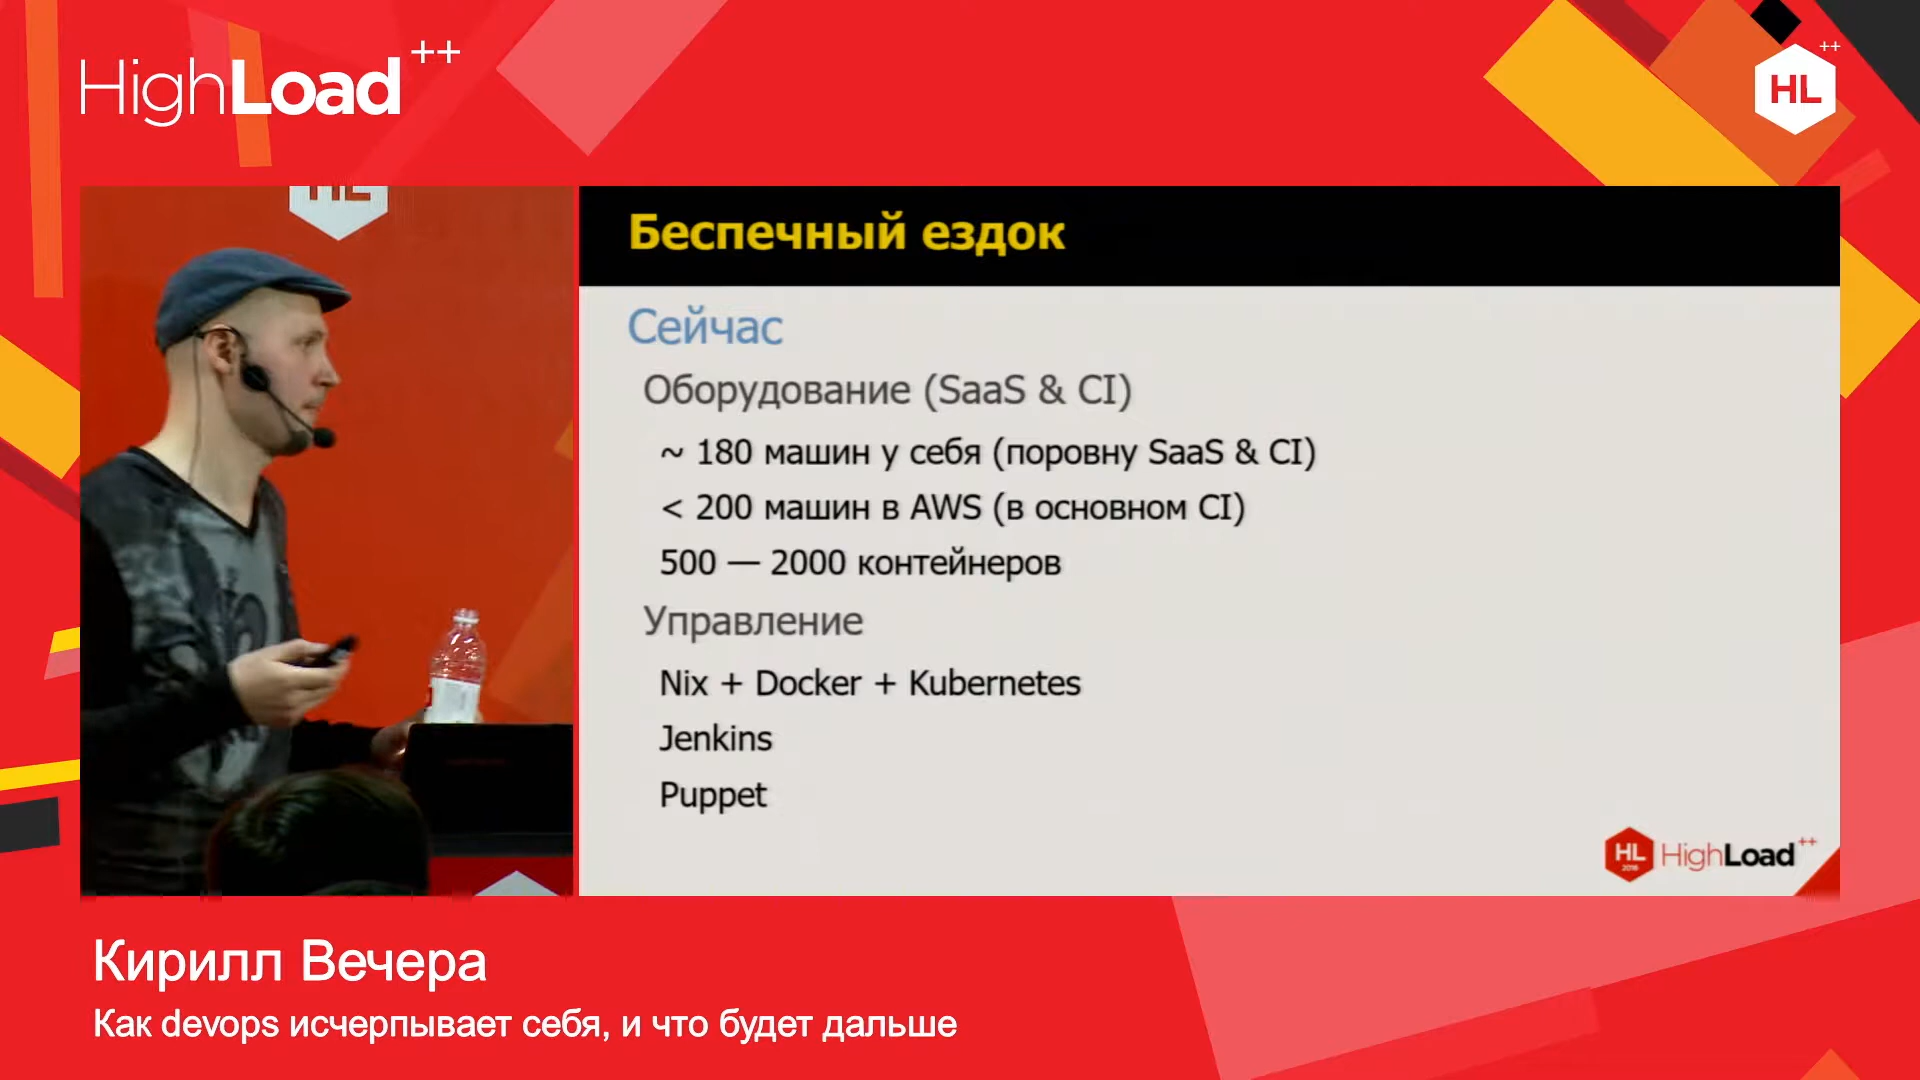 HighLoad++
HL++
HL
Беспечный ездок
Сейчас
Оборудование (SaaS & CI)
~ 180 машин у себя (поровну SaaS & CI)
< 200 машин в AWS (в основном CI)
500 — 2000 контейнеров
Управление
Nix + Docker + Kubernetes
Jenkins
Puppet
HL 2016 HighLoad++
Кирилл Вечера
Как devops исчерпывает себя, и что будет дальше